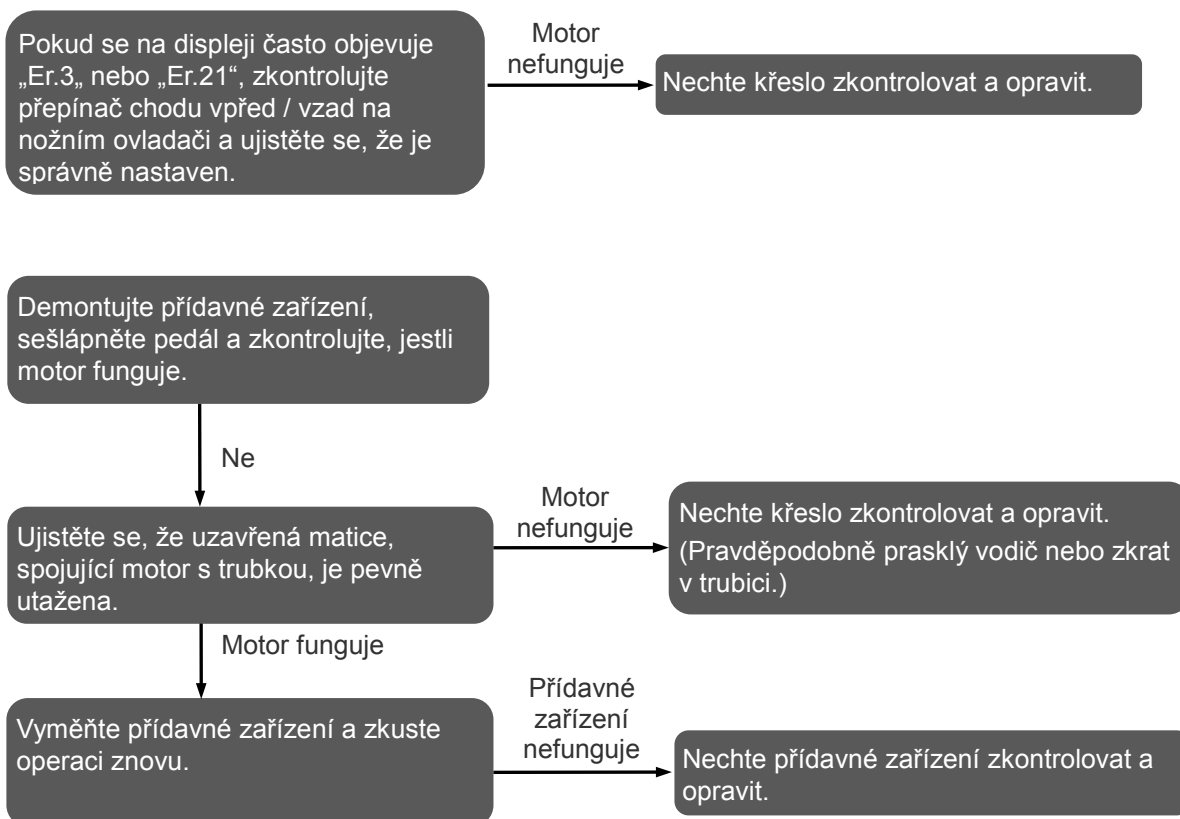 Pokud se na displeji často objevuje
„Er.3„ nebo „Er.21“, zkontrolujte
přepínač chodu vpřed / vzad na
nožním ovladači a ujistěte se, že je
správně nastaven.
Motor
nefunguje
Nechte křeslo zkontrolovat a opravit.
Demontujte přídavné zařízení,
sešlápněte pedál a zkontrolujte, jestli
motor funguje.
Ne
Ujistěte se, že uzavřená matice,
spojující motor s trubkou, je pevně
utažena.
Motor
nefunguje
Nechte křeslo zkontrolovat a opravit.
(Pravděpodobně prasklý vodič nebo zkrat
v trubici.)
Motor funguje
Vyměňte přídavné zařízení a zkuste
operaci znovu.
Přídavné
zařízení
nefunguje
Nechte přídavné zařízení zkontrolovat a
opravit.